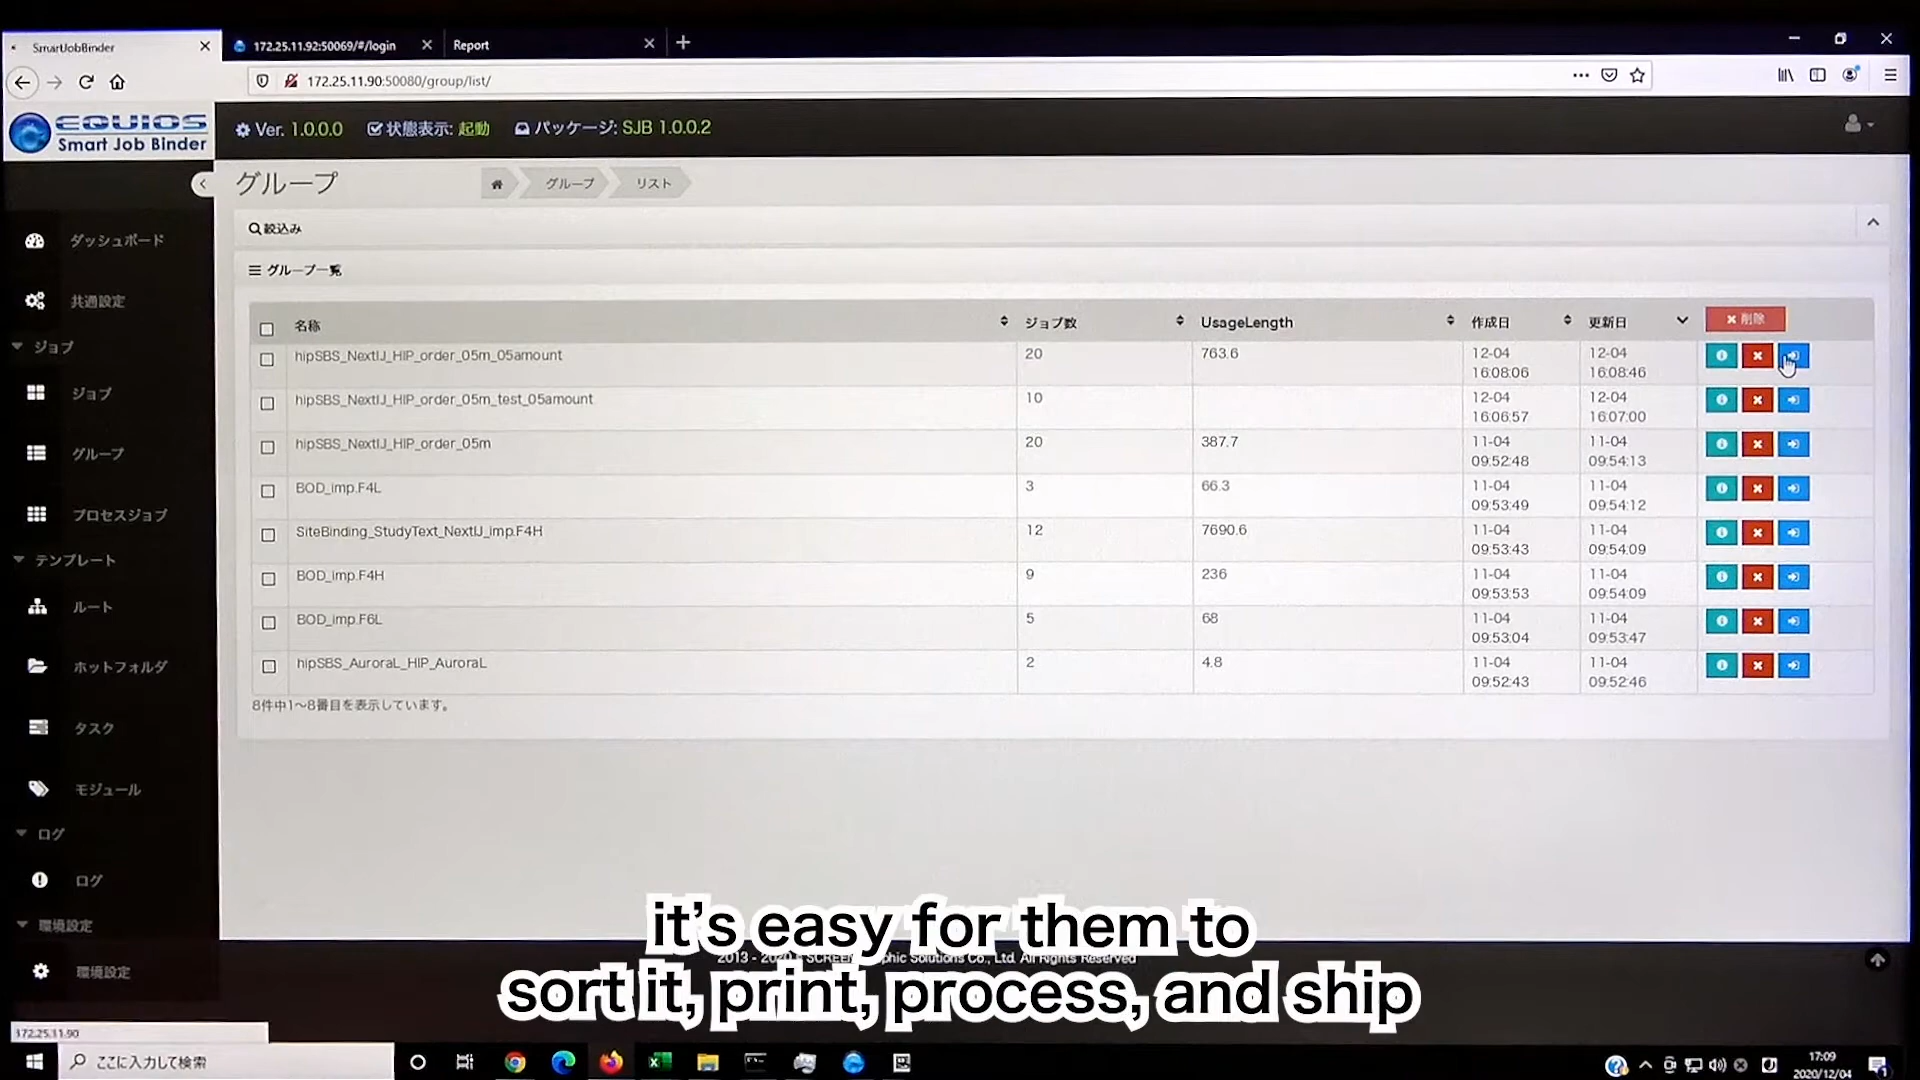 SmartJobBinder
172.25.11.92:50069/#/login
Report
172.25.11.90:50080/group/list/
EQUIOS
Smart Job Binder
Ver. 1.0.0.0
状態表示: 起動
パッケージ: SJB 1.0.0.2
グループ
グループ
リスト
絞込み
グループ一覧
ダッシュボード
共通設定
ジョブ
ジョブ
グループ
プロセスジョブ
テンプレート
ルート
ホットフォルダ
タスク
モジュール
ログ
ログ
環境設定
環境設定
名称 ジョブ数 UsageLength 作成日 更新日 削除
hipSBS_NextIJ_HIP_order_05m_05amount 20 763.6 12-04 16:08:06 12-04 16:08:46
hipSBS_NextIJ_HIP_order_05m_test_05amount 10 12-04 16:06:57 12-04 16:07:00
hipSBS_NextIJ_HIP_order_05m 20 387.7 11-04 09:52:48 11-04 09:54:13
BOD_imp.F4L 3 66.3 11-04 09:53:49 11-04 09:54:12
SiteBinding_StudyText_NextIJ_imp.F4H 12 7690.6 11-04 09:53:43 11-04 09:54:09
BOD_imp.F4H 9 236 11-04 09:53:53 11-04 09:54:09
BOD_imp.F6L 5 68 11-04 09:53:04 11-04 09:53:47
hipSBS_AuroraL_HIP_AuroraL 2 4.8 11-04 09:52:43 11-04 09:52:46
8件中1～8番目を表示しています。
it's easy for them to
2013 - SCREEN Graphic Solutions Co., Ltd. All Rights Reserved
sort it, print, process, and ship
172.25.11.90
ここに入力して検索
17:09
2020/12/04